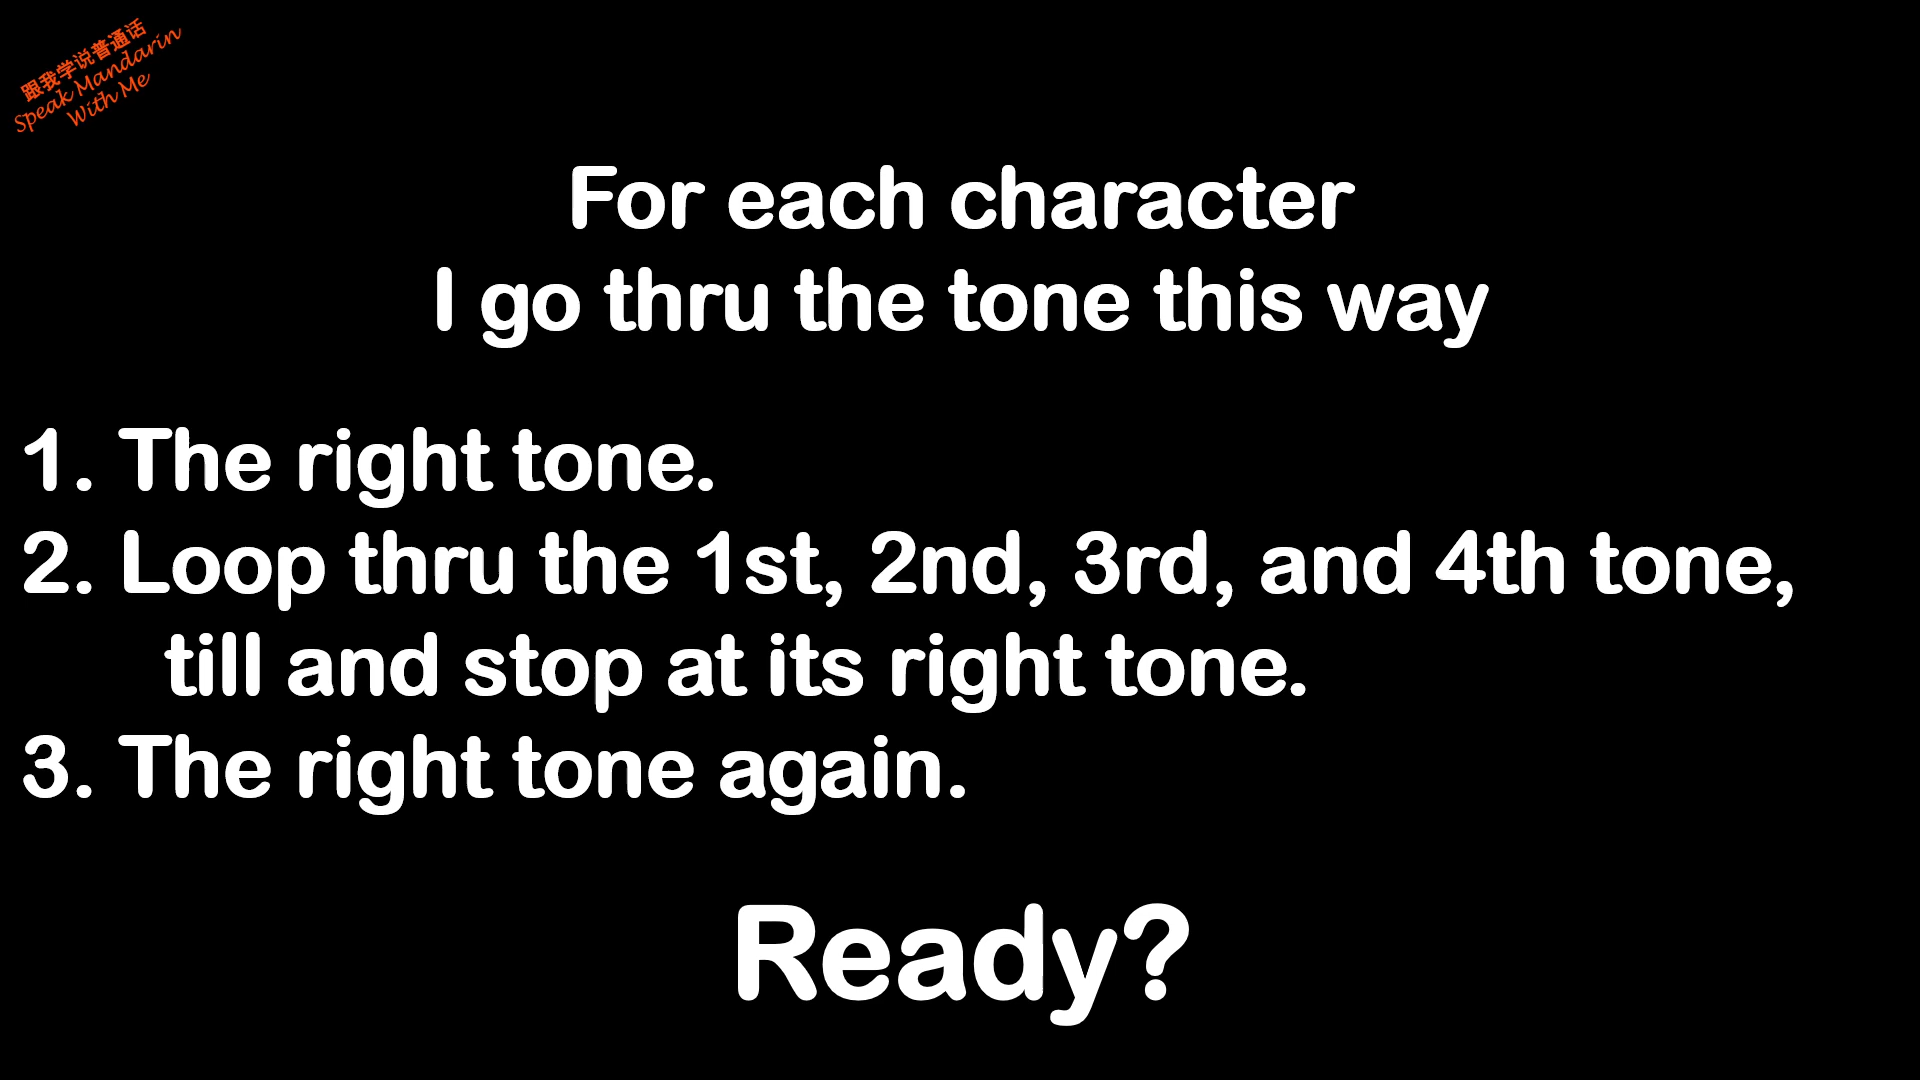 跟我学说普通话
Speak Mandarin
With Me
For each character
I go thru the tone this way
1. The right tone.
2. Loop thru the 1st, 2nd, 3rd, and 4th tone,
till and stop at its right tone.
3. The right tone again.
Ready?